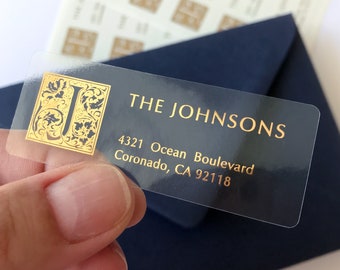 J
THE JOHNSONS
4321 Ocean Boulevard
Coronado, CA 92118